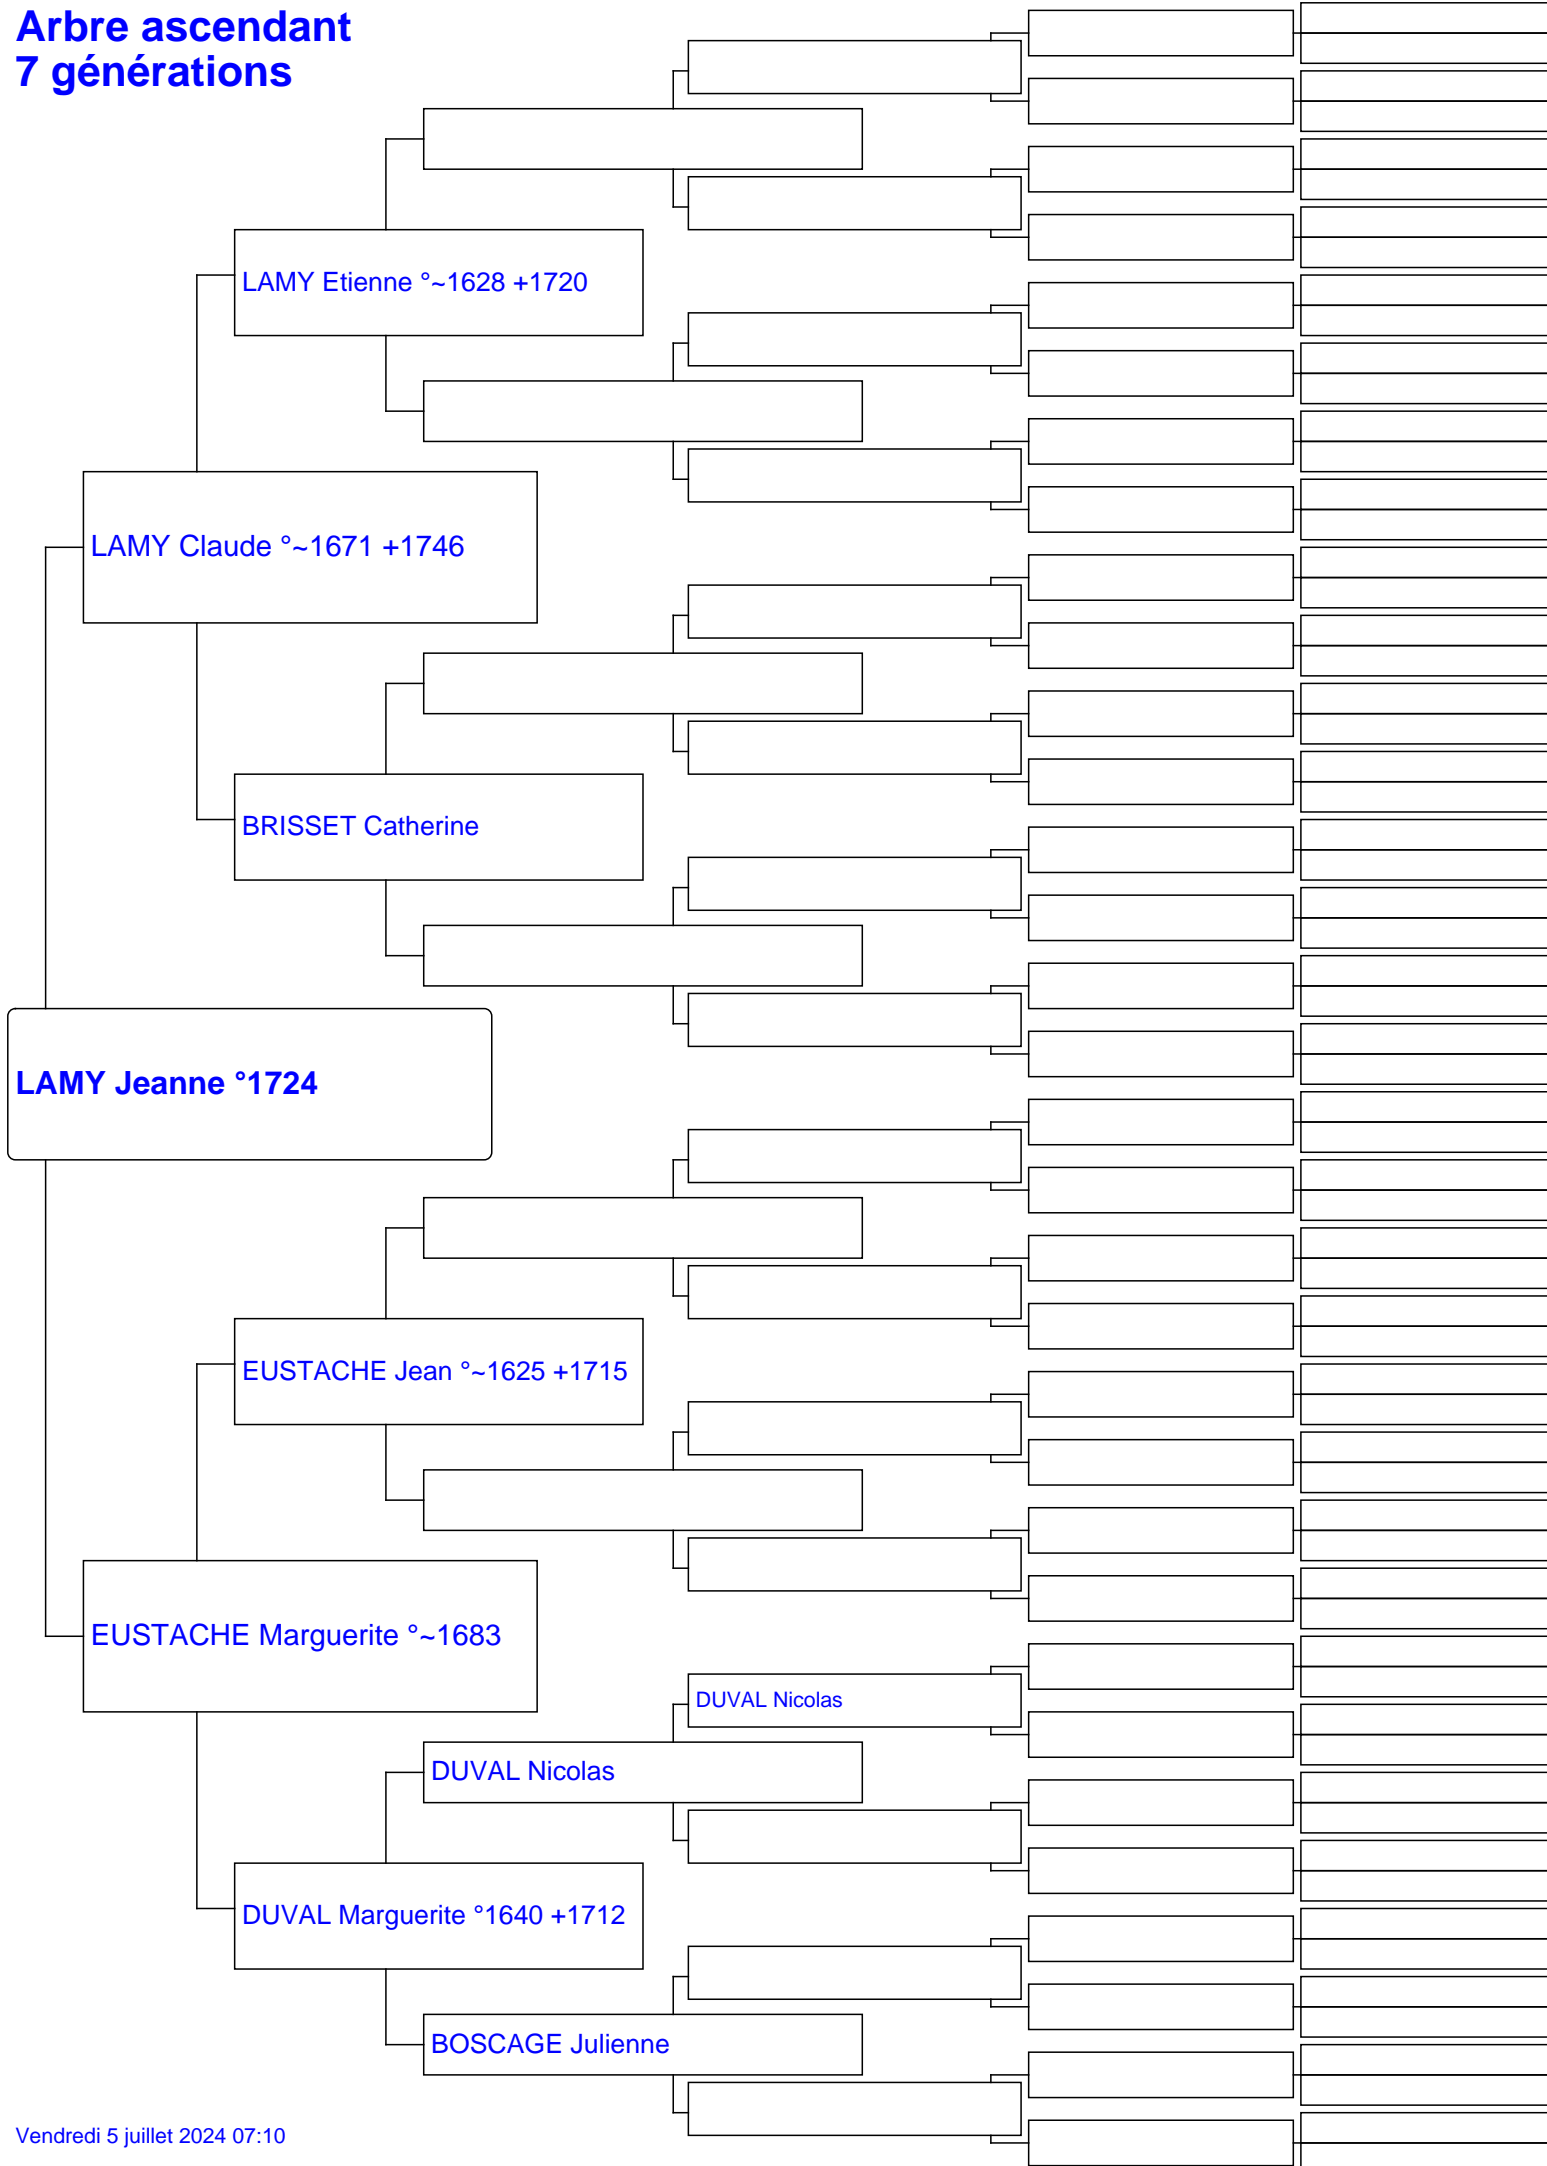 Arbre ascendant
7 générations
LAMY Etienne °~1628 +1720
LAMY Claude °~1671 +1746
BRISSET Catherine
LAMY Jeanne °1724
EUSTACHE Jean °~1625 +1715
EUSTACHE Marguerite °~1683
DUVAL Nicolas
DUVAL Nicolas
DUVAL Marguerite °1640 +1712
BOSCAGE Julienne
Vendredi 5 juillet 2024 07:10